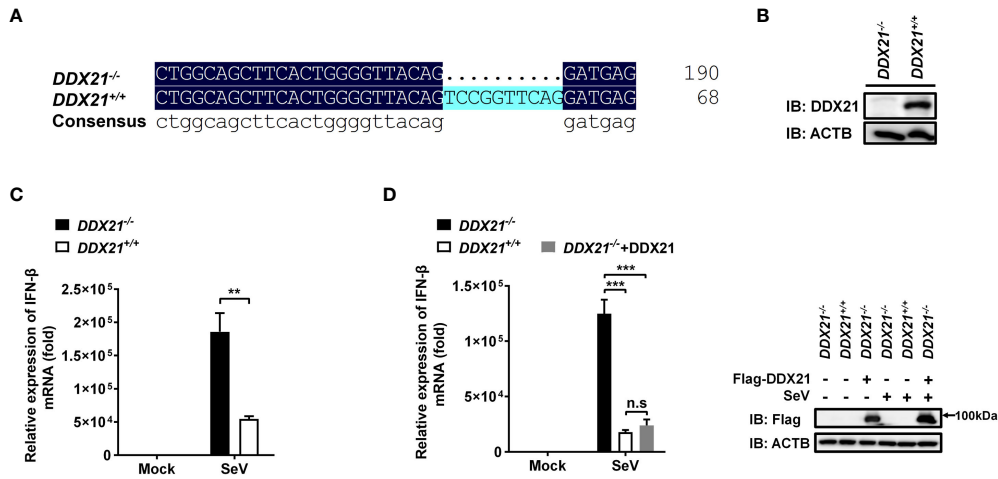 A
DDX21-/- CTGGCAGCTTCACTGGGGTTACAG..........GATGAG 190
DDX21+/+ CTGGCAGCTTCACTGGGGTTACAGTCCGGTTCAGGATGAG 68
Consensus ctggcagcttcactggggttacag gatgag
B
DDX21-/- DDX21+/+
IB: DDX21
IB: ACTB
C
DDX21-/-
DDX21+/+
Relative expression of IFN-β
mRNA (fold)
2.5×10⁵
2×10⁵
1.5×10⁵
1×10⁵
5×10⁴
0
**
Mock SeV
D
DDX21-/-
DDX21+/+ DDX21-/-+DDX21
Relative expression of IFN-β
mRNA (fold)
1.5×10⁵
1×10⁵
5×10⁴
0
***
***
n.s
Mock SeV
DDX21-/- DDX21+/+ DDX21-/- DDX21-/- DDX21+/+ DDX21-/-
Flag-DDX21 - - + - - +
SeV - - - + + +
IB: Flag 100kDa
IB: ACTB